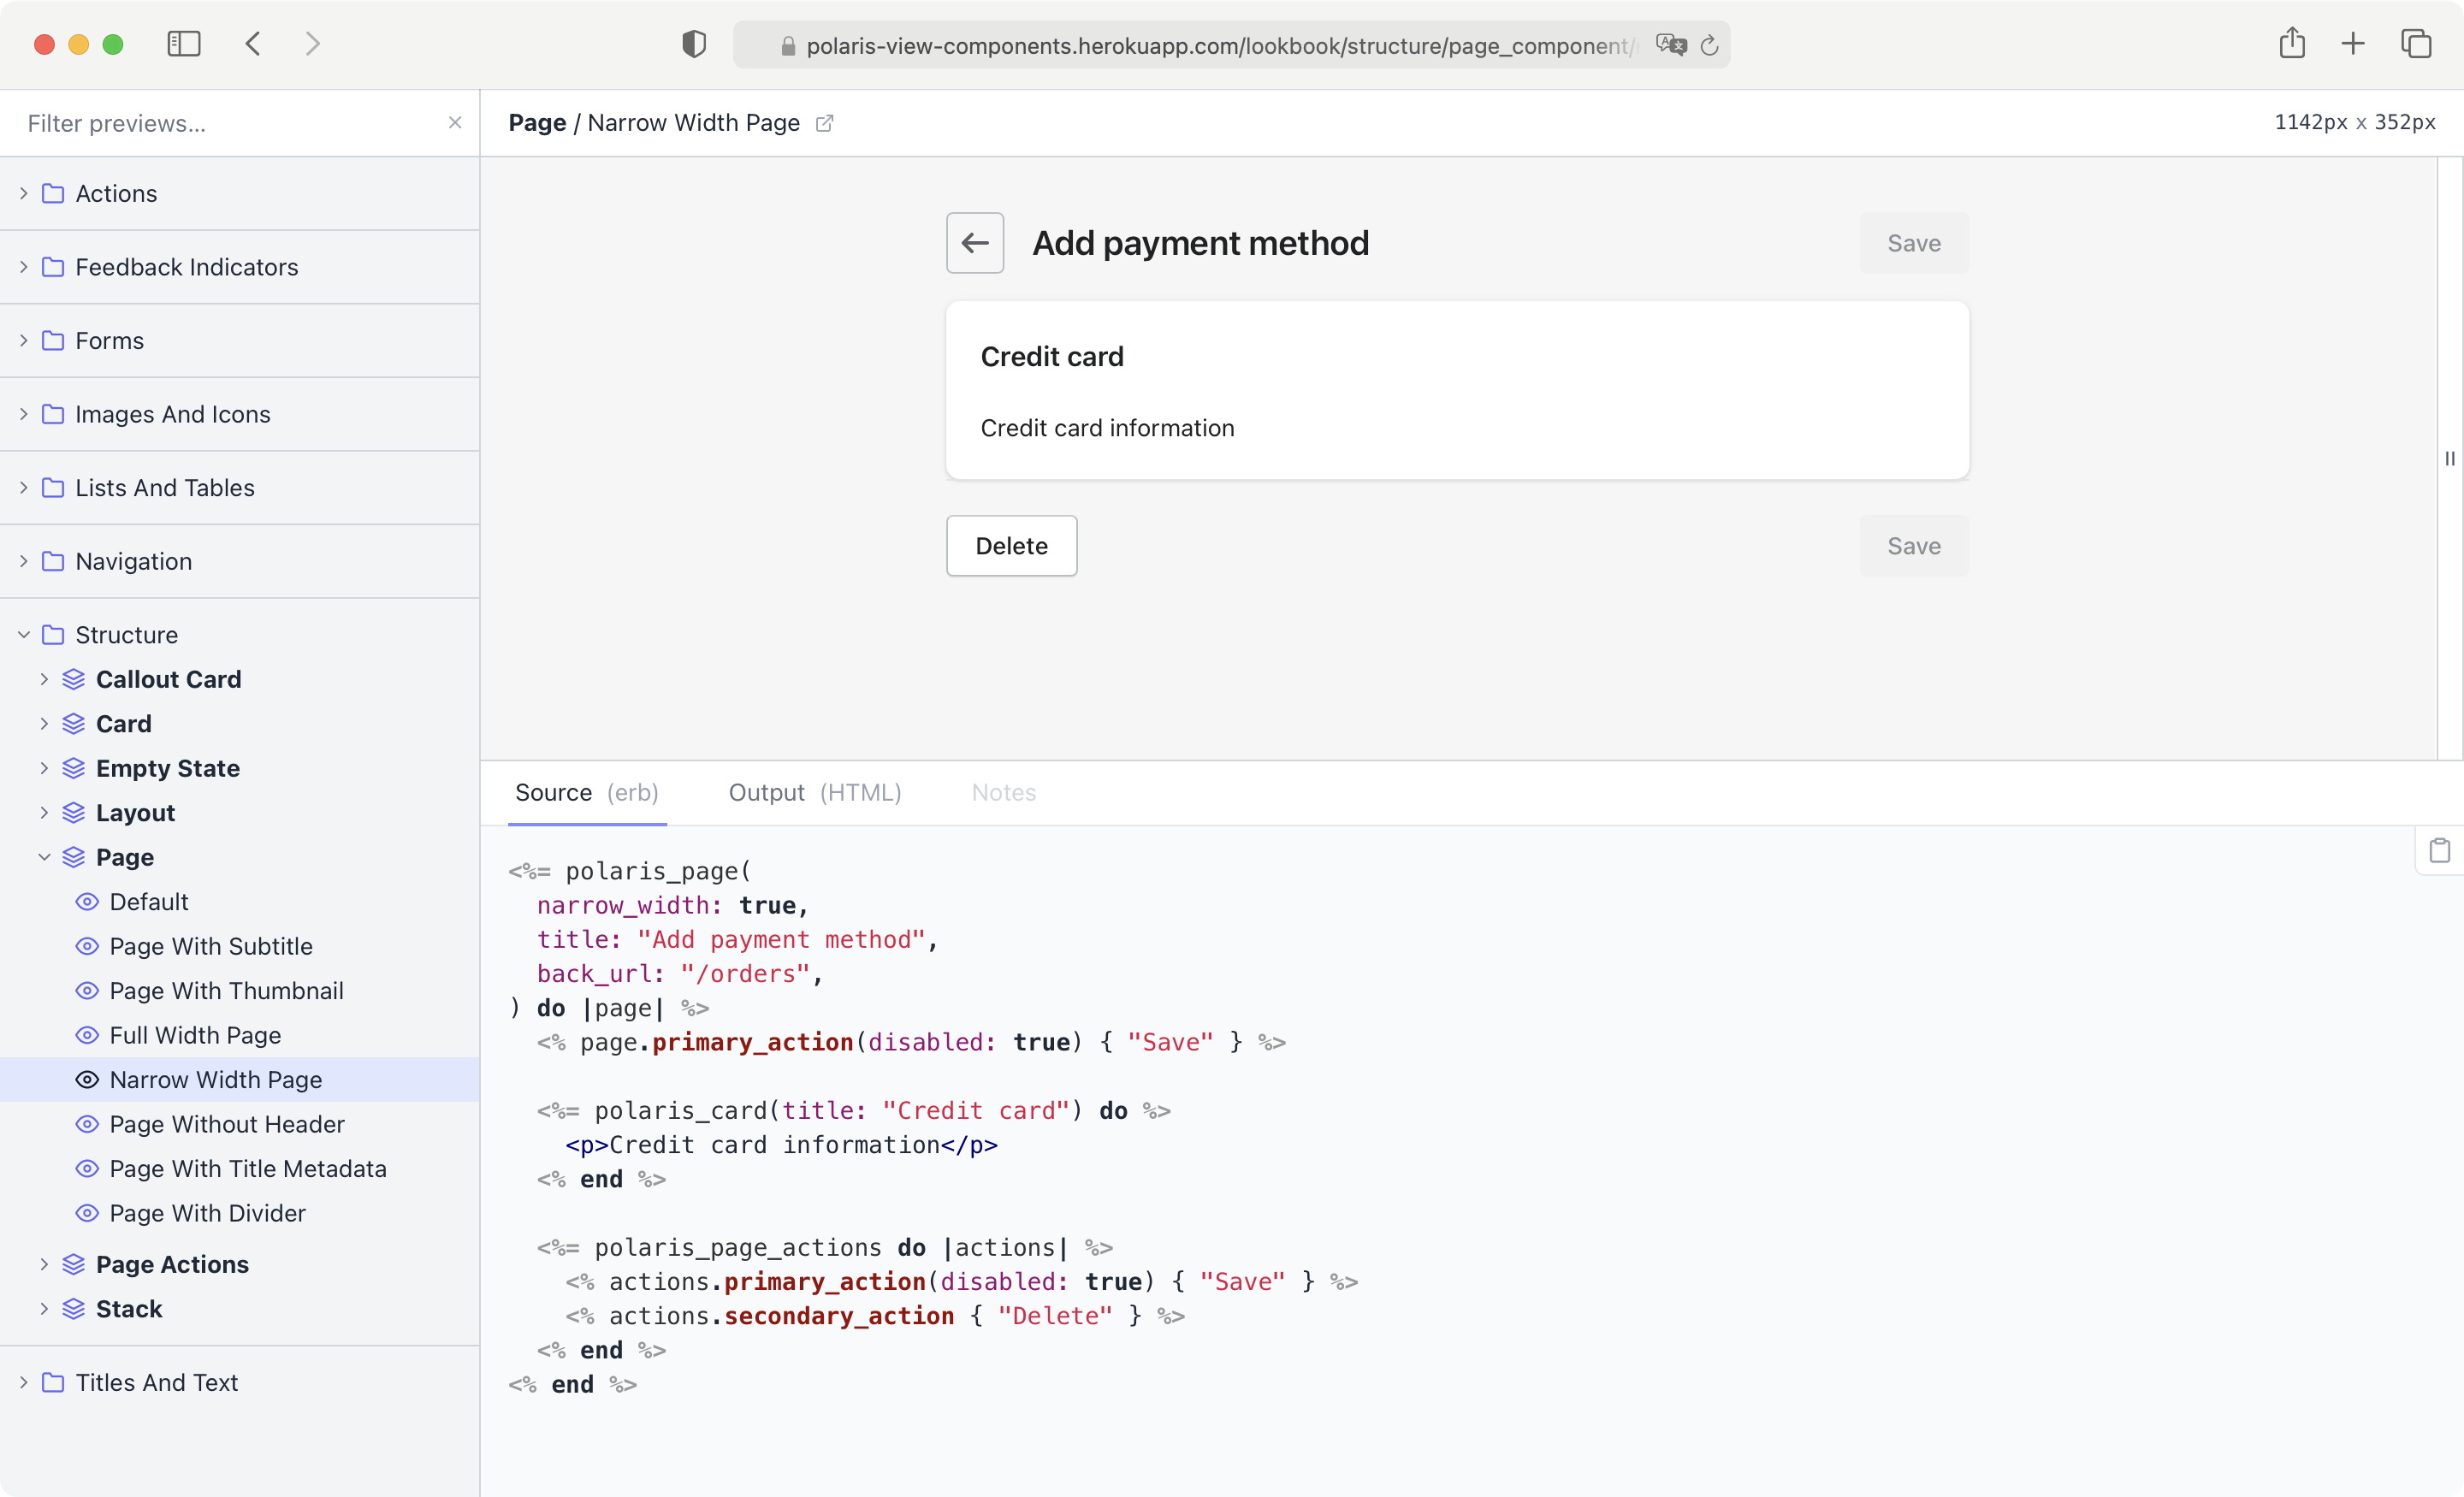 polaris-view-components.herokuapp.com/lookbook/structure/page_component/
Filter previews...
Page / Narrow Width Page
1142px x 352px
Actions
Feedback Indicators
Forms
Images And Icons
Lists And Tables
Navigation
Structure
Callout Card
Card
Empty State
Layout
Page
Default
Page With Subtitle
Page With Thumbnail
Full Width Page
Narrow Width Page
Page Without Header
Page With Title Metadata
Page With Divider
Page Actions
Stack
Titles And Text
Add payment method
Save
Credit card
Credit card information
Delete
Save
Source (erb)
Output (HTML)
Notes
<%= polaris_page(
  narrow_width: true,
  title: "Add payment method",
  back_url: "/orders",
) do |page| %>
  <% page.primary_action(disabled: true) { "Save" } %>

  <%= polaris_card(title: "Credit card") do %>
    <p>Credit card information</p>
  <% end %>

  <%= polaris_page_actions do |actions| %>
    <% actions.primary_action(disabled: true) { "Save" } %>
    <% actions.secondary_action { "Delete" } %>
  <% end %>
<% end %>